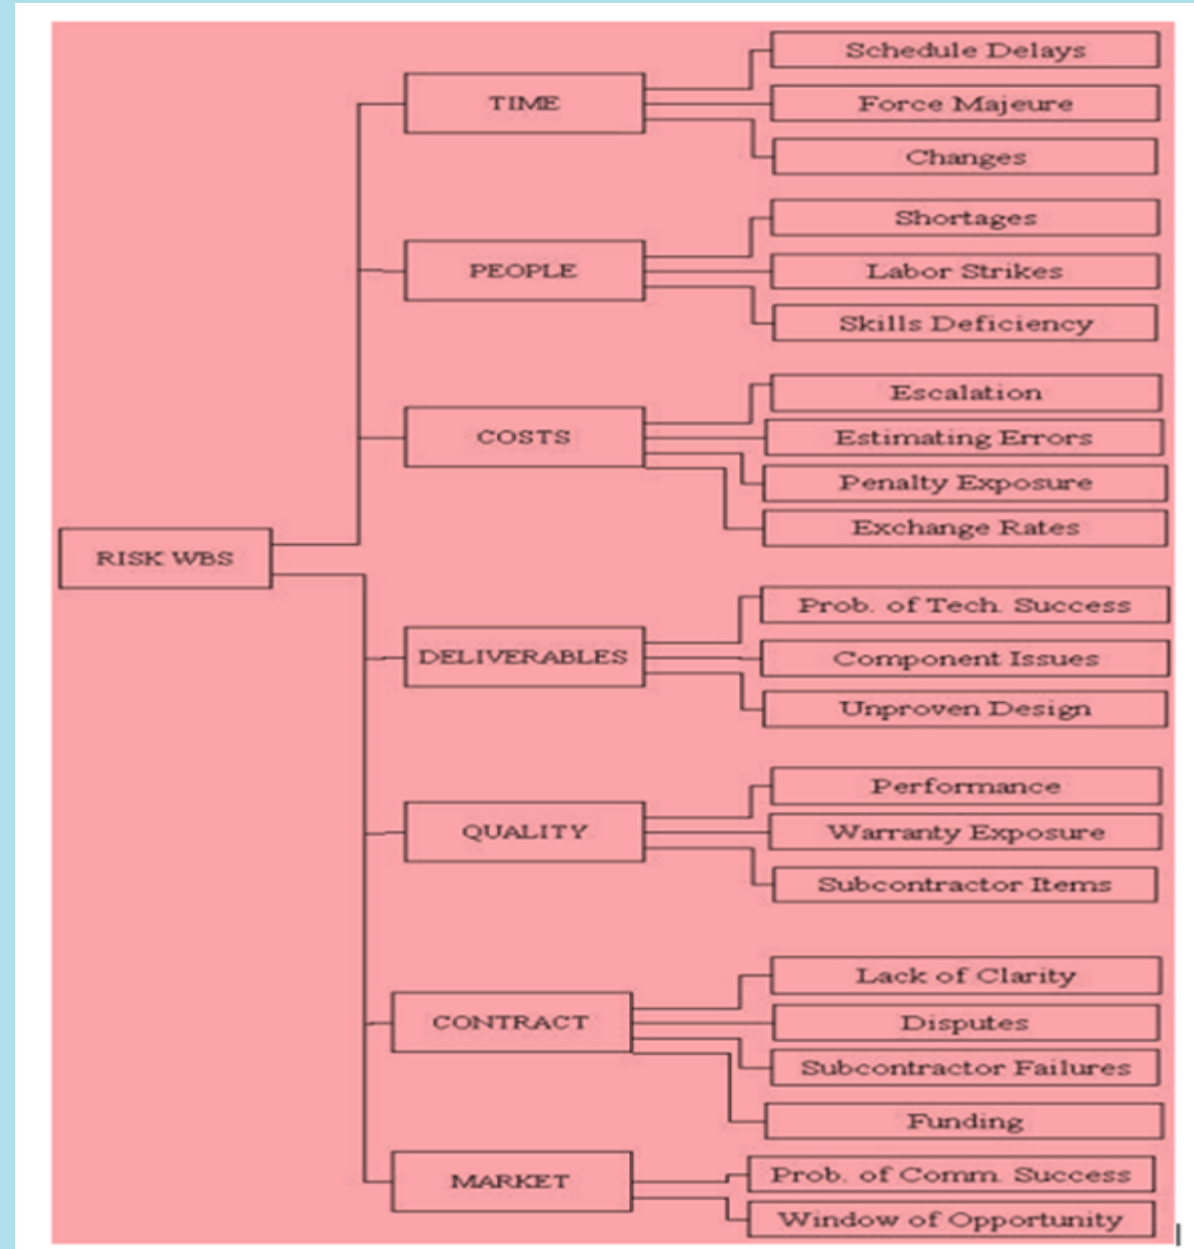 RISK WBS
TIME
Schedule Delays
Force Majeure
Changes
PEOPLE
Shortages
Labor Strikes
Skills Deficiency
COSTS
Escalation
Estimating Errors
Penalty Exposure
Exchange Rates
DELIVERABLES
Prob. of Tech. Success
Component Issues
Unproven Design
QUALITY
Performance
Warranty Exposure
Subcontractor Items
CONTRACT
Lack of Clarity
Disputes
Subcontractor Failures
Funding
MARKET
Prob. of Comm. Success
Window of Opportunity